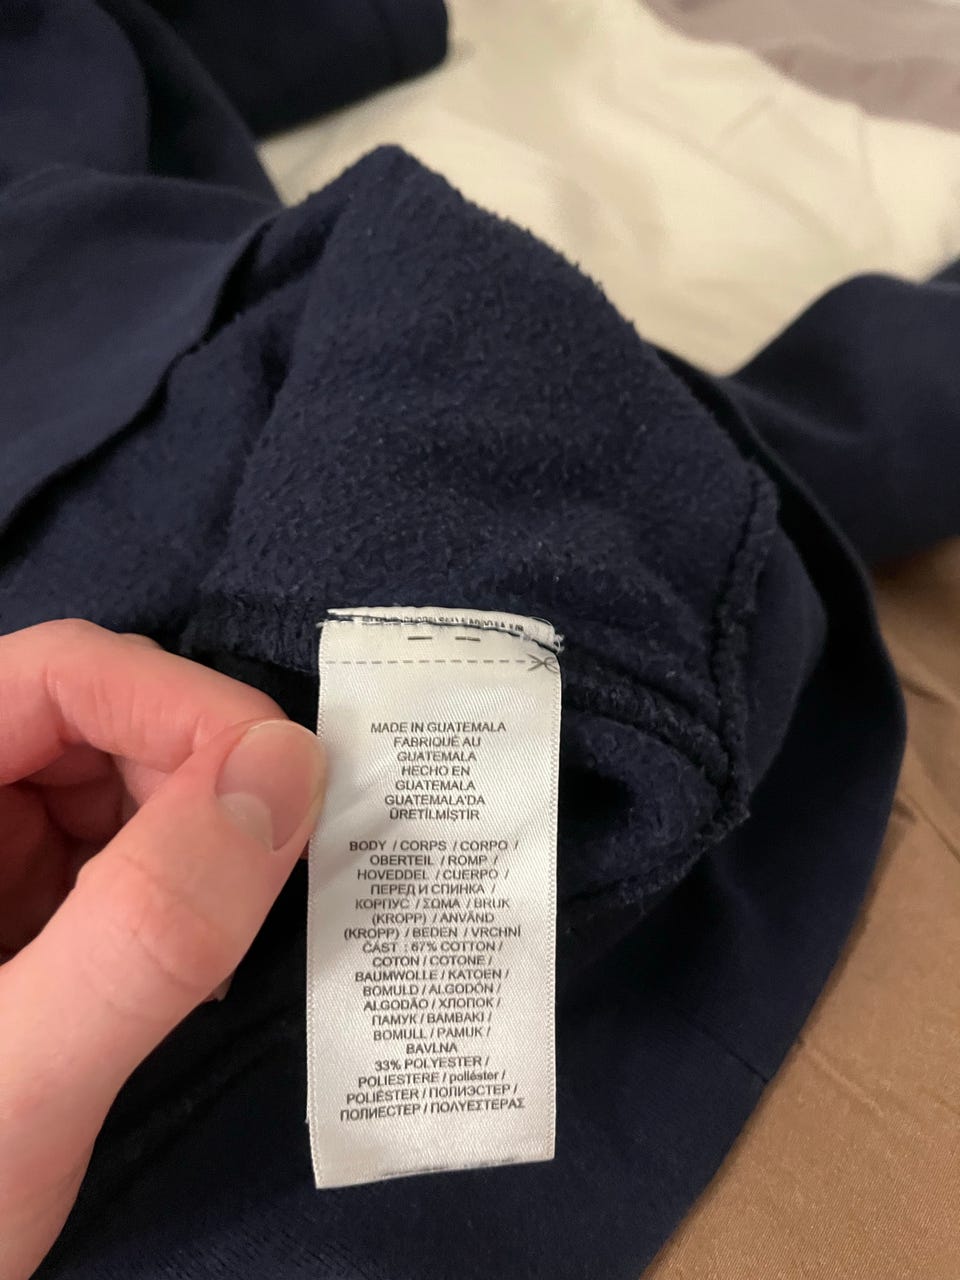 MADE IN GUATEMALA
FABRIQUÉ AU
GUATEMALA
HECHO EN
GUATEMALA
GUATEMALA'DA
ÜRETİLMİŞTİR
BODY / CORPS / CORPO /
OBERTEIL / ROMP /
HOVEDDEL / CUERPO /
ПЕРЕД И СПИНКА /
КОРПУС / ΣΩΜΑ / BRUK
(KROPP) / ANVÄND
(KROPP) / BEDEN / VRCHNÍ
ČÁST : 67% COTTON /
COTON / COTONE /
BAUMWOLLE / KATOEN /
BOMULD / ALGODÓN /
ALGODÃO / ХЛОПОК /
ПАМУК / BAMBAKI /
BOMULL / PAMUK /
BAVLNA
33% POLYESTER /
POLIESTERE / poliéster /
POLIÉSTER / ПОЛИЭСТЕР /
ПОЛИЕСТЕР / ΠΟΛΥΕΣΤΕΡΑΣ